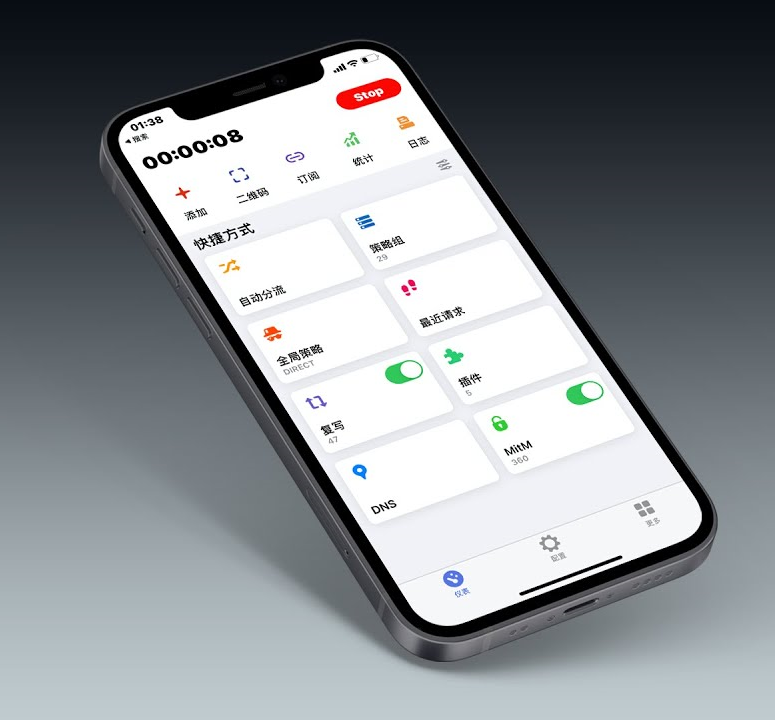 01:38
◀ 搜索
00:00:08
Stop
添加
二维码
订阅
统计
日志
快捷方式
自动分流
策略组
29
全局策略
DIRECT
最近请求
复写
47
插件
5
DNS
MitM
360
仪表
配置
更多